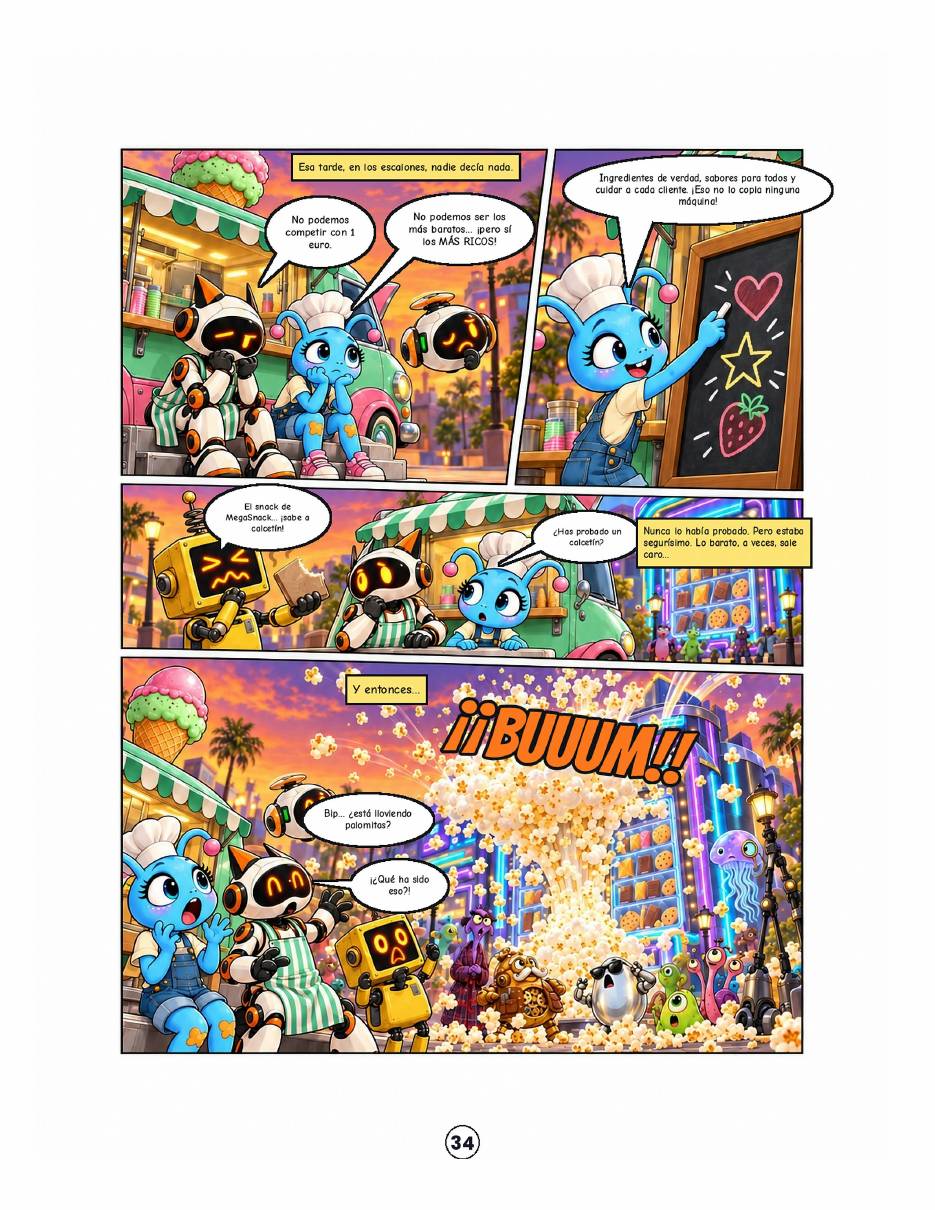 Esa tarde, en los escalones, nadie decía nada.
No podemos
competir con 1
euro.
No podemos ser los
más baratos... ¡pero sí
los MÁS RICOS!
Ingredientes de verdad, sabores para todos y
cuidar a cada cliente. ¡Eso no lo copia ninguna
máquina!
El snack de
MegaSnack... ¡sabe a
calcetín!
¿Has probado un
calcetín?
Nunca lo había probado. Pero estaba
segurísimo. Lo barato, a veces, sale
caro...
Y entonces...
¡¡BUUUM!!
Bip... ¿está lloviendo
palomitas?
¡¿Qué ha sido
eso?!
34